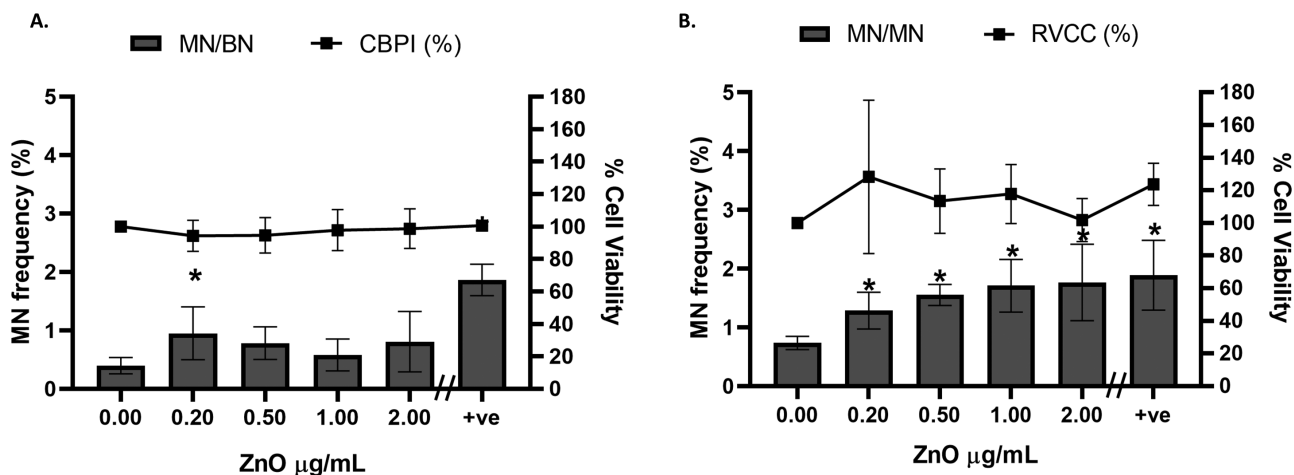 A.
MN/BN CBPI (%)
MN frequency (%)
5
4
3
2
1
0
180
160
140
120
100
80
60
40
20
0
% Cell Viability
*
*
0.00 0.20 0.50 1.00 2.00 +ve
ZnO μg/mL
B.
MN/MN RVCC (%)
MN frequency (%)
5
4
3
2
1
0
180
160
140
120
100
80
60
40
20
0
% Cell Viability
* * * * *
0.00 0.20 0.50 1.00 2.00 +ve
ZnO μg/mL